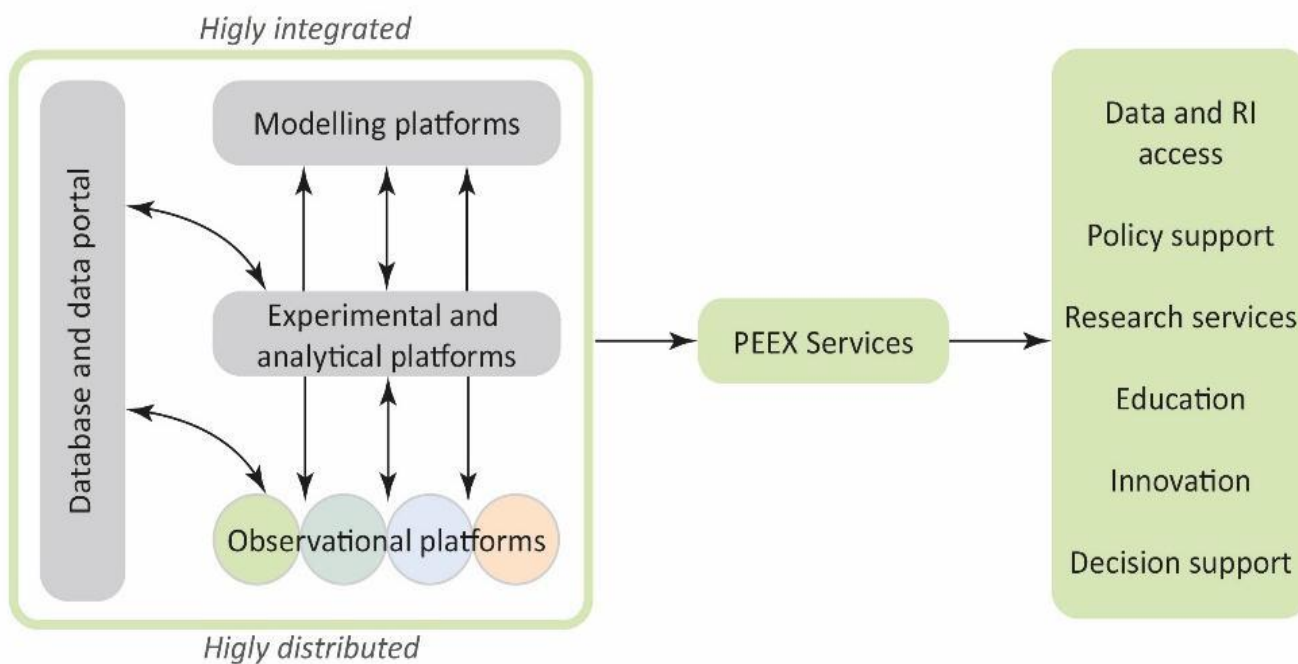 Higly integrated
Database and data portal
Modelling platforms
Experimental and
analytical platforms
Observational platforms
Higly distributed
PEEX Services
Data and RI
access
Policy support
Research services
Education
Innovation
Decision support